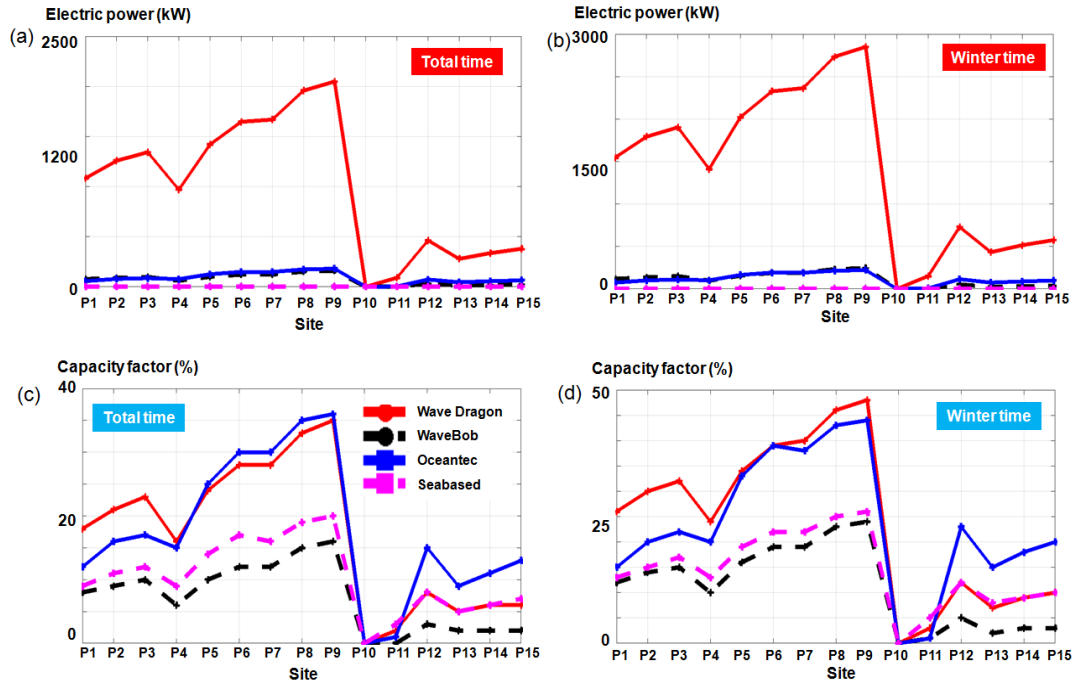 Electric power (kW)
(a)
2500
Total time
1200
0
P1 P2 P3 P4 P5 P6 P7 P8 P9 P10 P11 P12 P13 P14 P15
Site
Electric power (kW)
(b)
3000
Winter time
1500
0
P1 P2 P3 P4 P5 P6 P7 P8 P9 P10 P11 P12 P13 P14 P15
Site
Capacity factor (%)
(c)
40
Total time
Wave Dragon
WaveBob
Oceantec
Seabased
20
0
P1 P2 P3 P4 P5 P6 P7 P8 P9 P10 P11 P12 P13 P14 P15
Site
Capacity factor (%)
(d)
50
Winter time
25
0
P1 P2 P3 P4 P5 P6 P7 P8 P9 P10 P11 P12 P13 P14 P15
Site